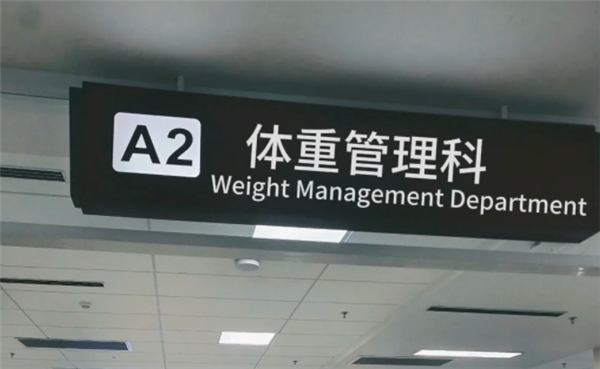 A2 体重管理科
Weight Management Department